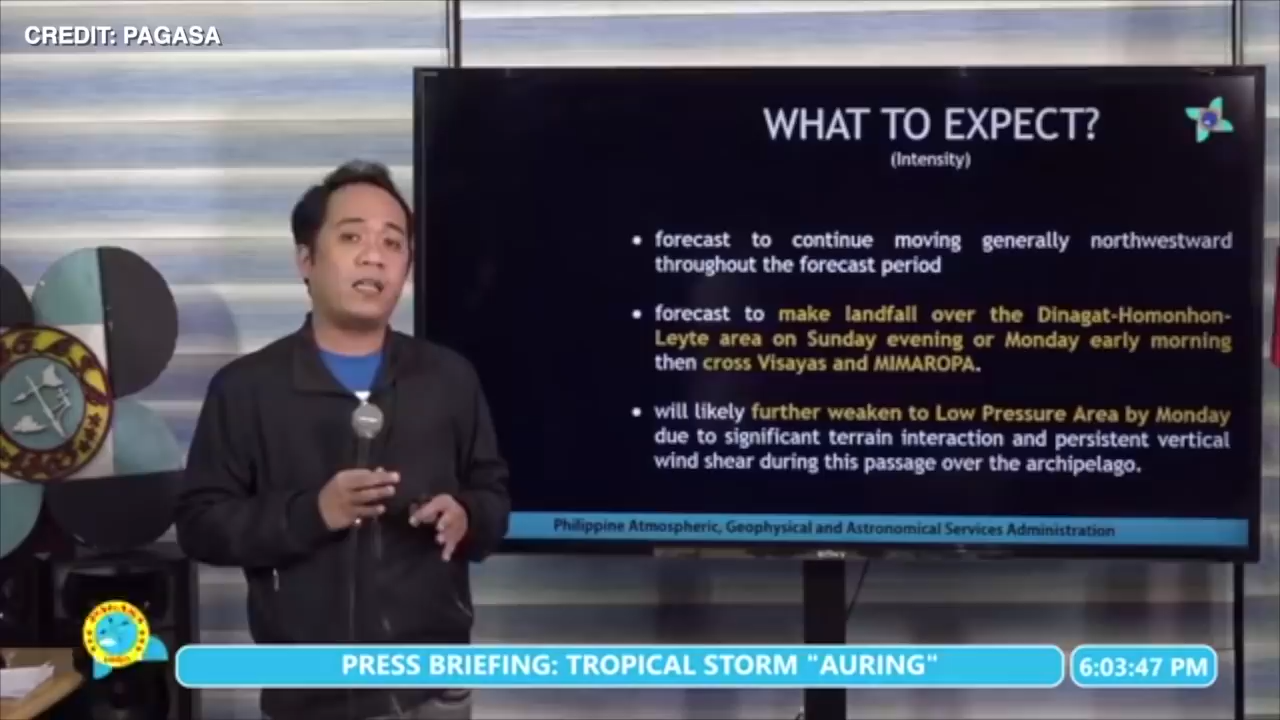 CREDIT: PAGASA
WHAT TO EXPECT?
(Intensity)
• forecast to continue moving generally northwestward
throughout the forecast period
• forecast to make landfall over the Dinagat-Homonhon-
Leyte area on Sunday evening or Monday early morning
then cross Visayas and MIMAROPA.
• will likely further weaken to Low Pressure Area by Monday
due to significant terrain interaction and persistent vertical
wind shear during this passage over the archipelago.
Philippine Atmospheric, Geophysical and Astronomical Services Administration
PRESS BRIEFING: TROPICAL STORM "AURING"
6:03:47 PM